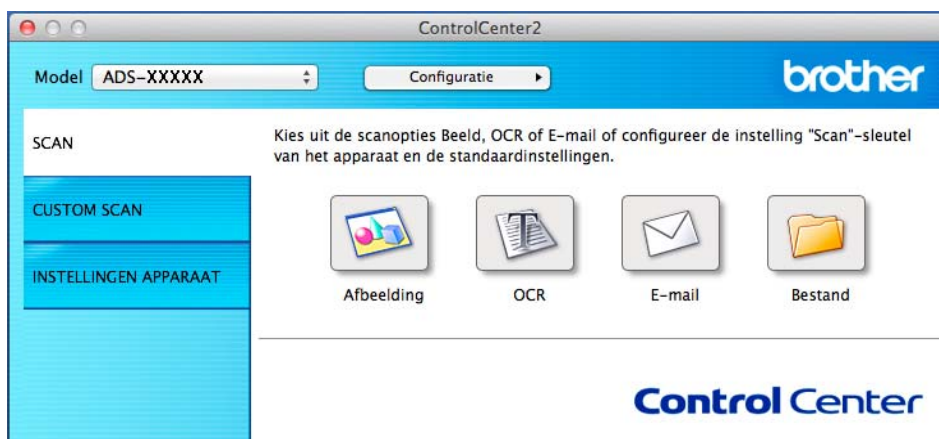 ControlCenter2
Model ADS-XXXXX Configuratie brother
SCAN
CUSTOM SCAN
INSTELLINGEN APPARAAT
Kies uit de scanopties Beeld, OCR of E-mail of configureer de instelling "Scan"-sleutel
van het apparaat en de standaardinstellingen.
Afbeelding OCR E-mail Bestand
Control Center